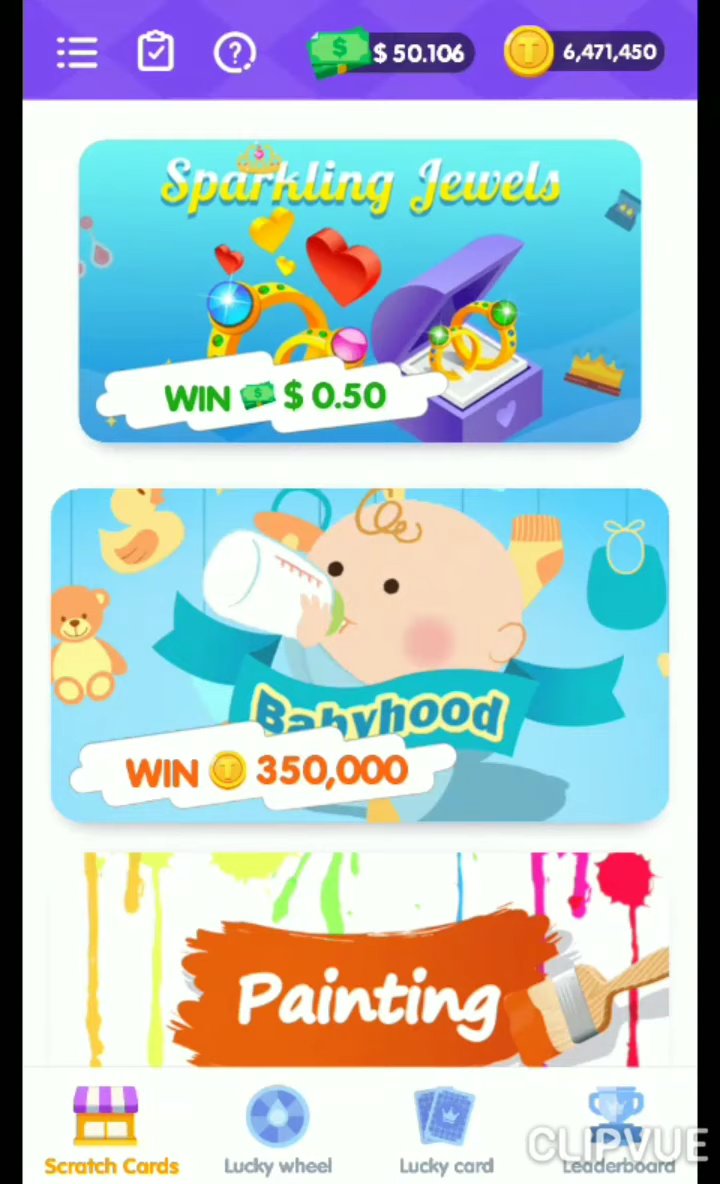 $ 50.106
6,471,450
Sparkling Jewels
WIN $ 0.50
Babyhood
WIN 350,000
Painting
Scratch Cards
Lucky wheel
Lucky card
Leaderboard
CLIPVUE